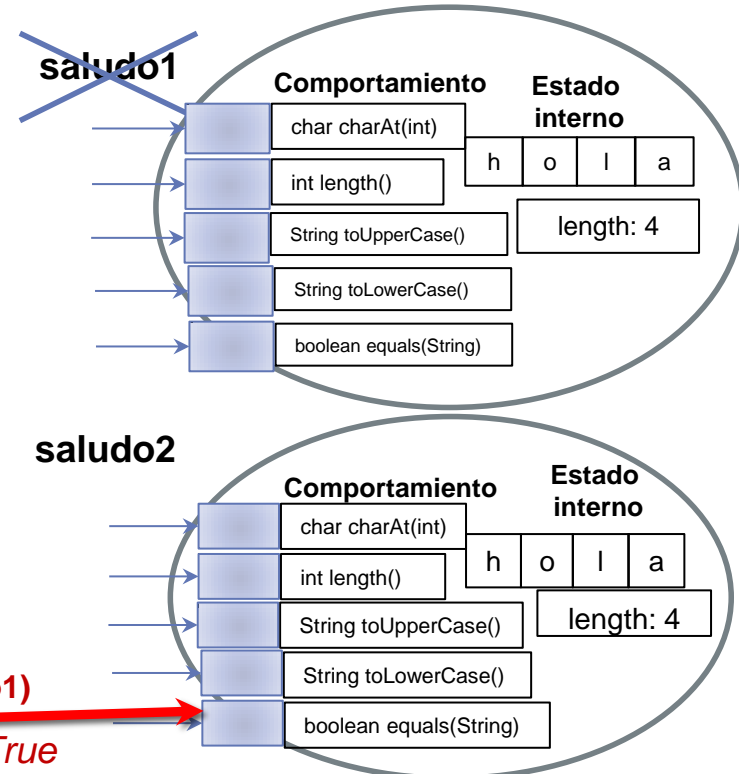 saludo1
Comportamiento
Estado
interno
char charAt(int)
h o l a
int length()
length: 4
String toUpperCase()
String toLowerCase()
boolean equals(String)
saludo2
Comportamiento
Estado
interno
char charAt(int)
h o l a
int length()
length: 4
String toUpperCase()
String toLowerCase()
1)
boolean equals(String)
True